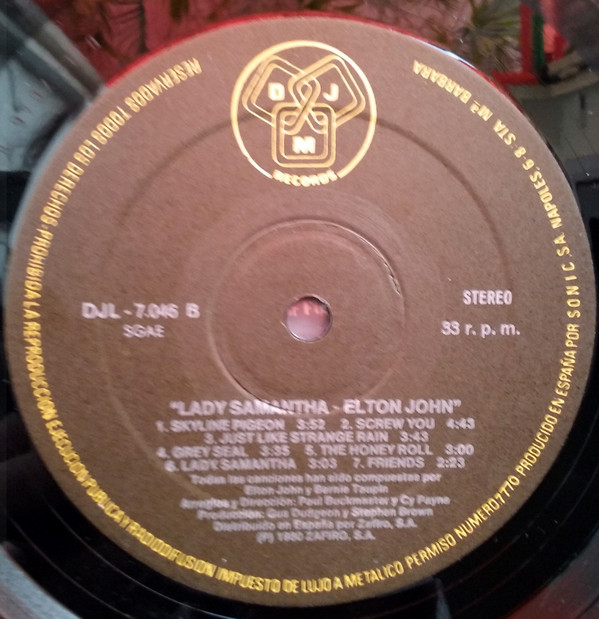 D J M
RECORDS
RESERVADOS TODOS LOS DERECHOS-PROHIBIDA LA REPRODUCCION EJECUCION PUBLICA Y RADIODIFUSION IMPUESTO DE LUJO A METALICO PERMISO NUMERO 7770 PRODUCIDO EN ESPAÑA POR SONIC, S.A. NAPOLES, 6-8 STA. Mª BARBARA
DJL - 7.046 B
SGAE
STEREO
33 r. p. m.
"LADY SAMANTHA - ELTON JOHN"
1. SKYLINE PIGEON 3:52 2. SCREW YOU 4:43
3. JUST LIKE STRANGE RAIN 3:43
4. GREY SEAL 3:35 5. THE HONEY ROLL 3:00
6. LADY SAMANTHA 3:03 7. FRIENDS 2:23
Todas las canciones han sido compuestas por
Elton John y Bernie Taupin
Arreglos y Dirección: Paul Buckmaster y Cy Payne
Producción: Gus Dudgeon y Stephen Brown
Distribuido en España por Zafiro, S.A.
(P) 1980 ZAFIRO, S.A.